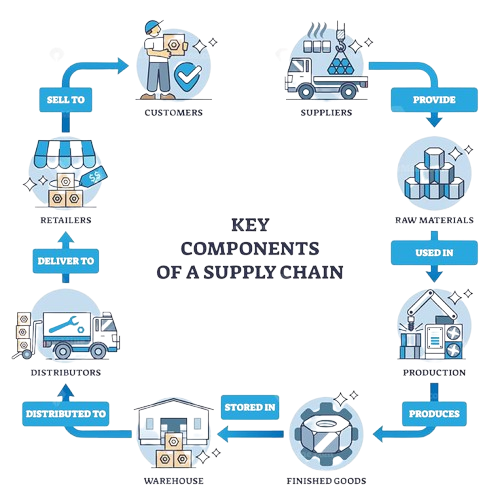 SELL TO
CUSTOMERS
SUPPLIERS
PROVIDE
RETAILERS
$$
RAW MATERIALS
KEY
COMPONENTS
OF A SUPPLY CHAIN
DELIVER TO
USED IN
DISTRIBUTORS
PRODUCTION
DISTRIBUTED TO
STORED IN
PRODUCES
WAREHOUSE
FINISHED GOODS